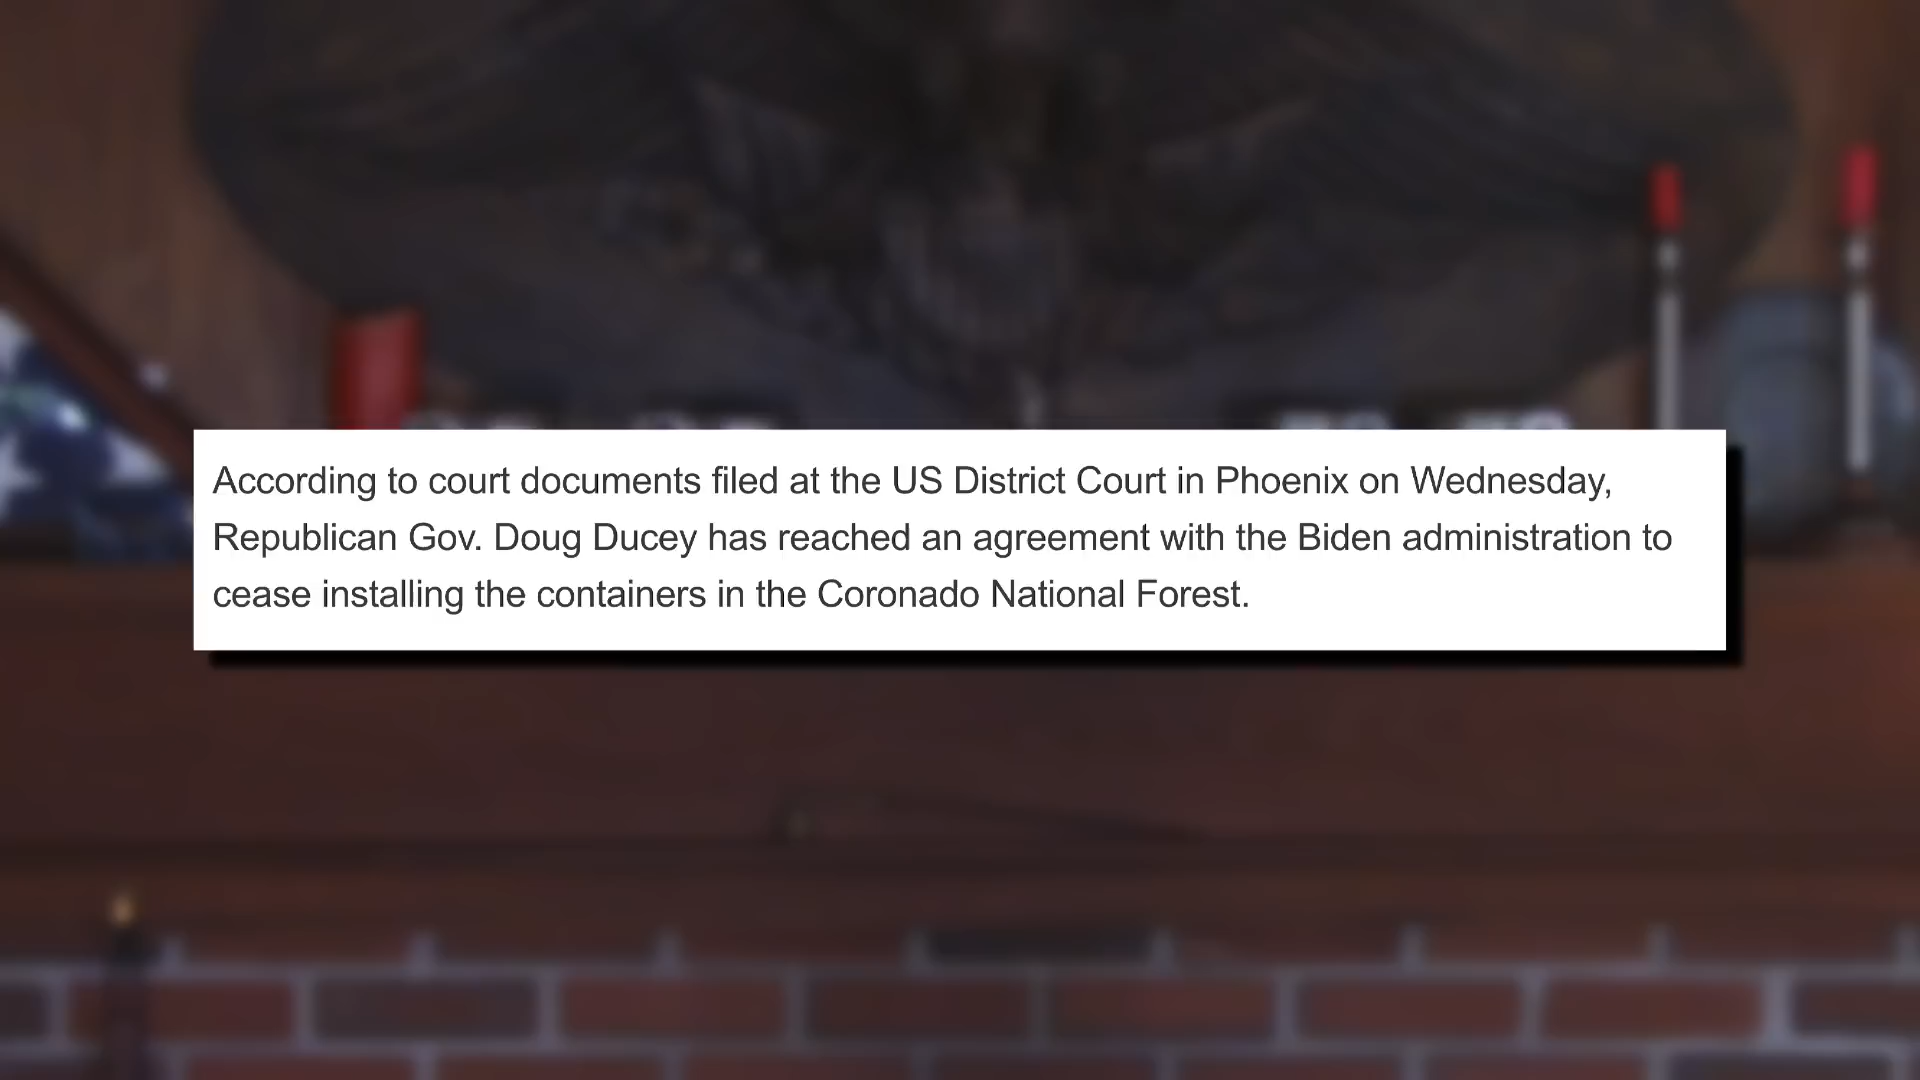 According to court documents filed at the US District Court in Phoenix on Wednesday,
Republican Gov. Doug Ducey has reached an agreement with the Biden administration to
cease installing the containers in the Coronado National Forest.